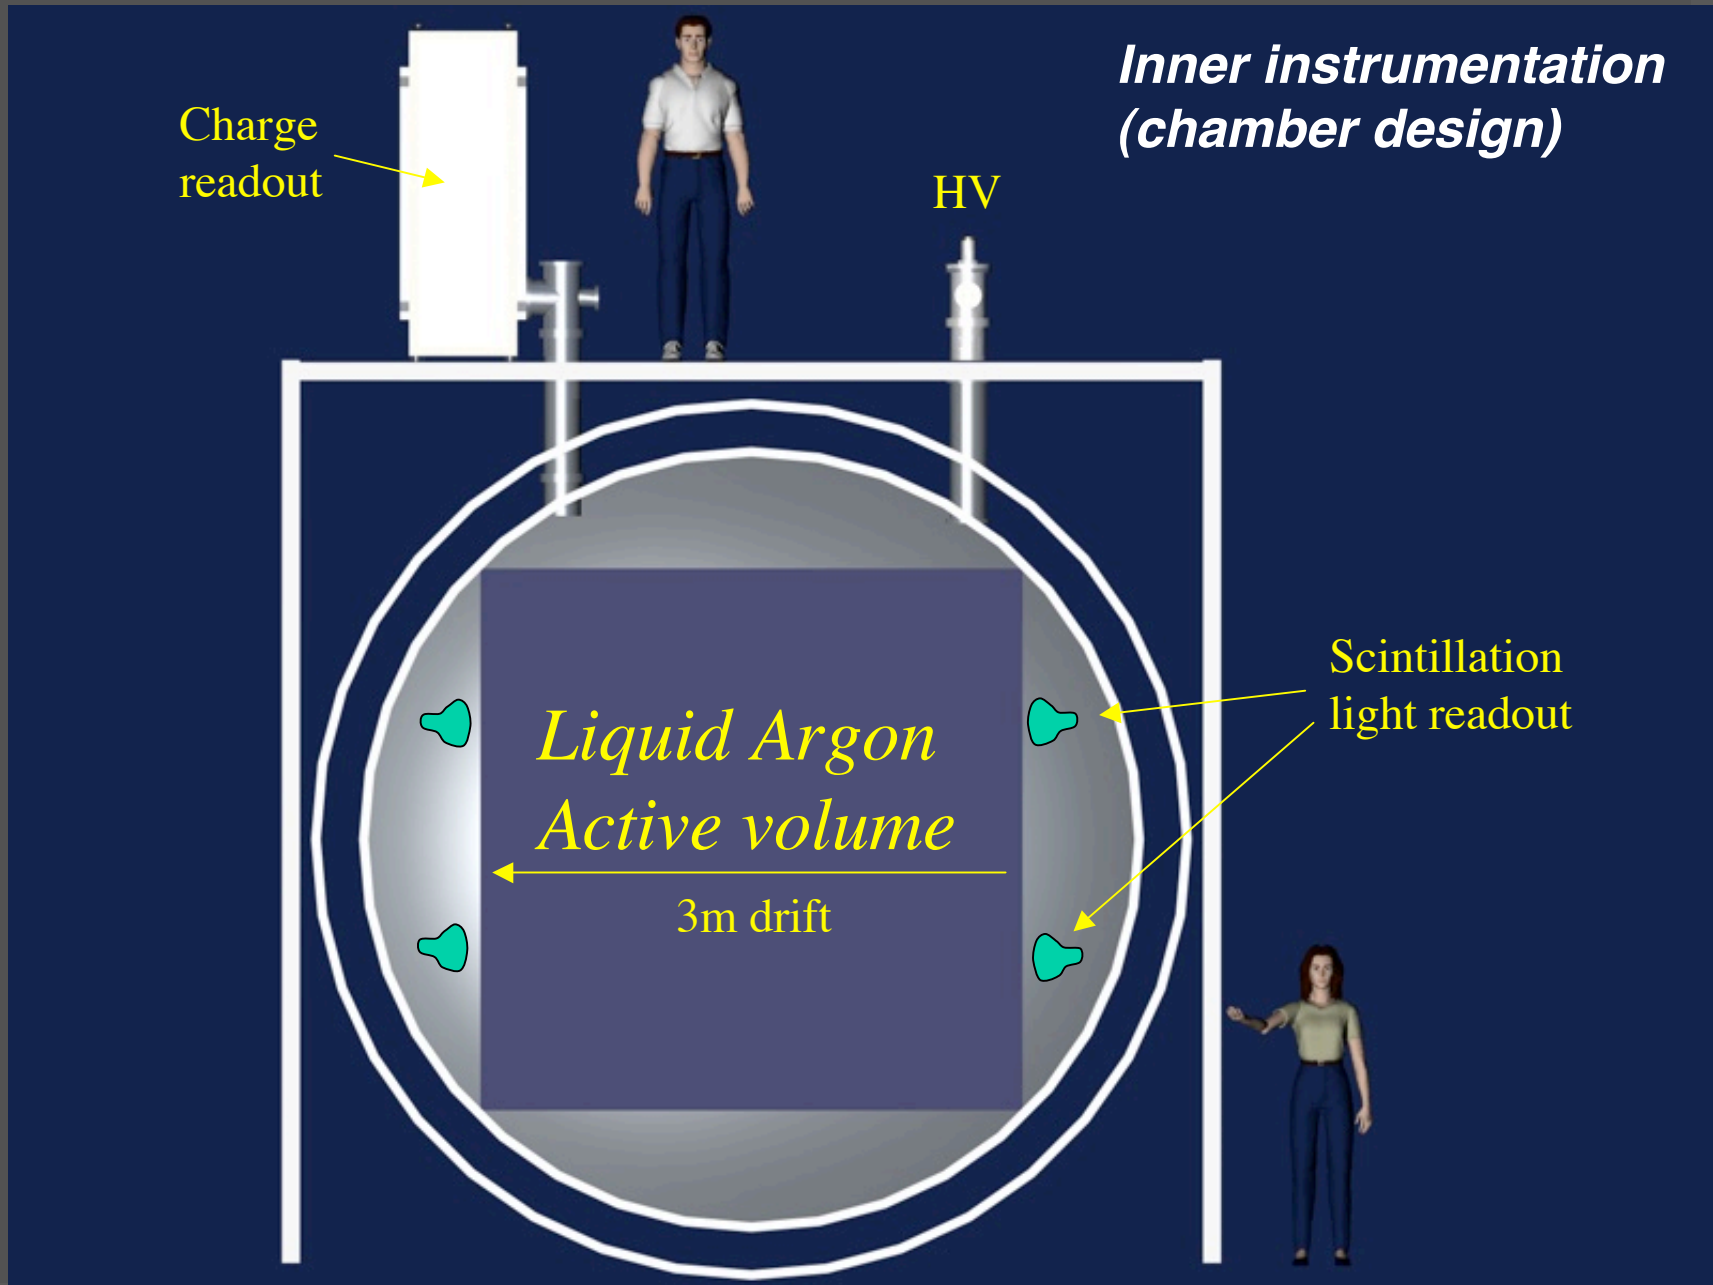 Inner instrumentation
(chamber design)
Charge
readout
HV
Scintillation
light readout
Liquid Argon
Active volume
3m drift